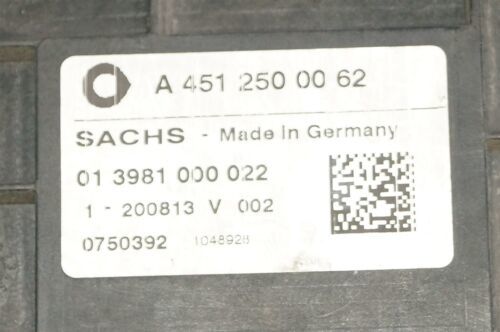 A 451 250 00 62
SACHS - Made In Germany
01 3981 000 022
1 - 200813 V 002
0750392 1048928